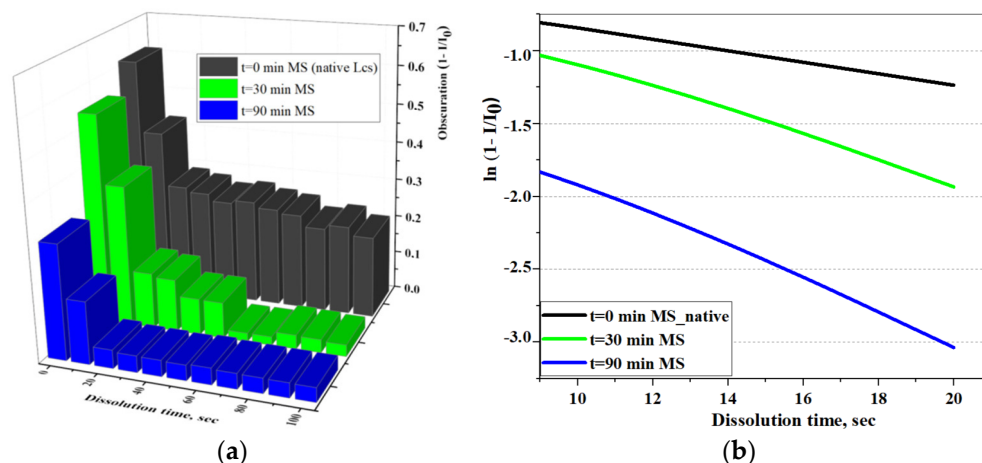 0.7
0.6
0.5
0.4
0.3
0.2
0.1
0.0
Obscuration (1- I/I0)
t=0 min MS (native Lcs)
t=30 min MS
t=90 min MS
0
20
40
60
80
100
Dissolution time, sec
(a)
ln (1- I/I0)
-1.0
-1.5
-2.0
-2.5
-3.0
t=0 min MS_native
t=30 min MS
t=90 min MS
10
12
14
16
18
20
Dissolution time, sec
(b)